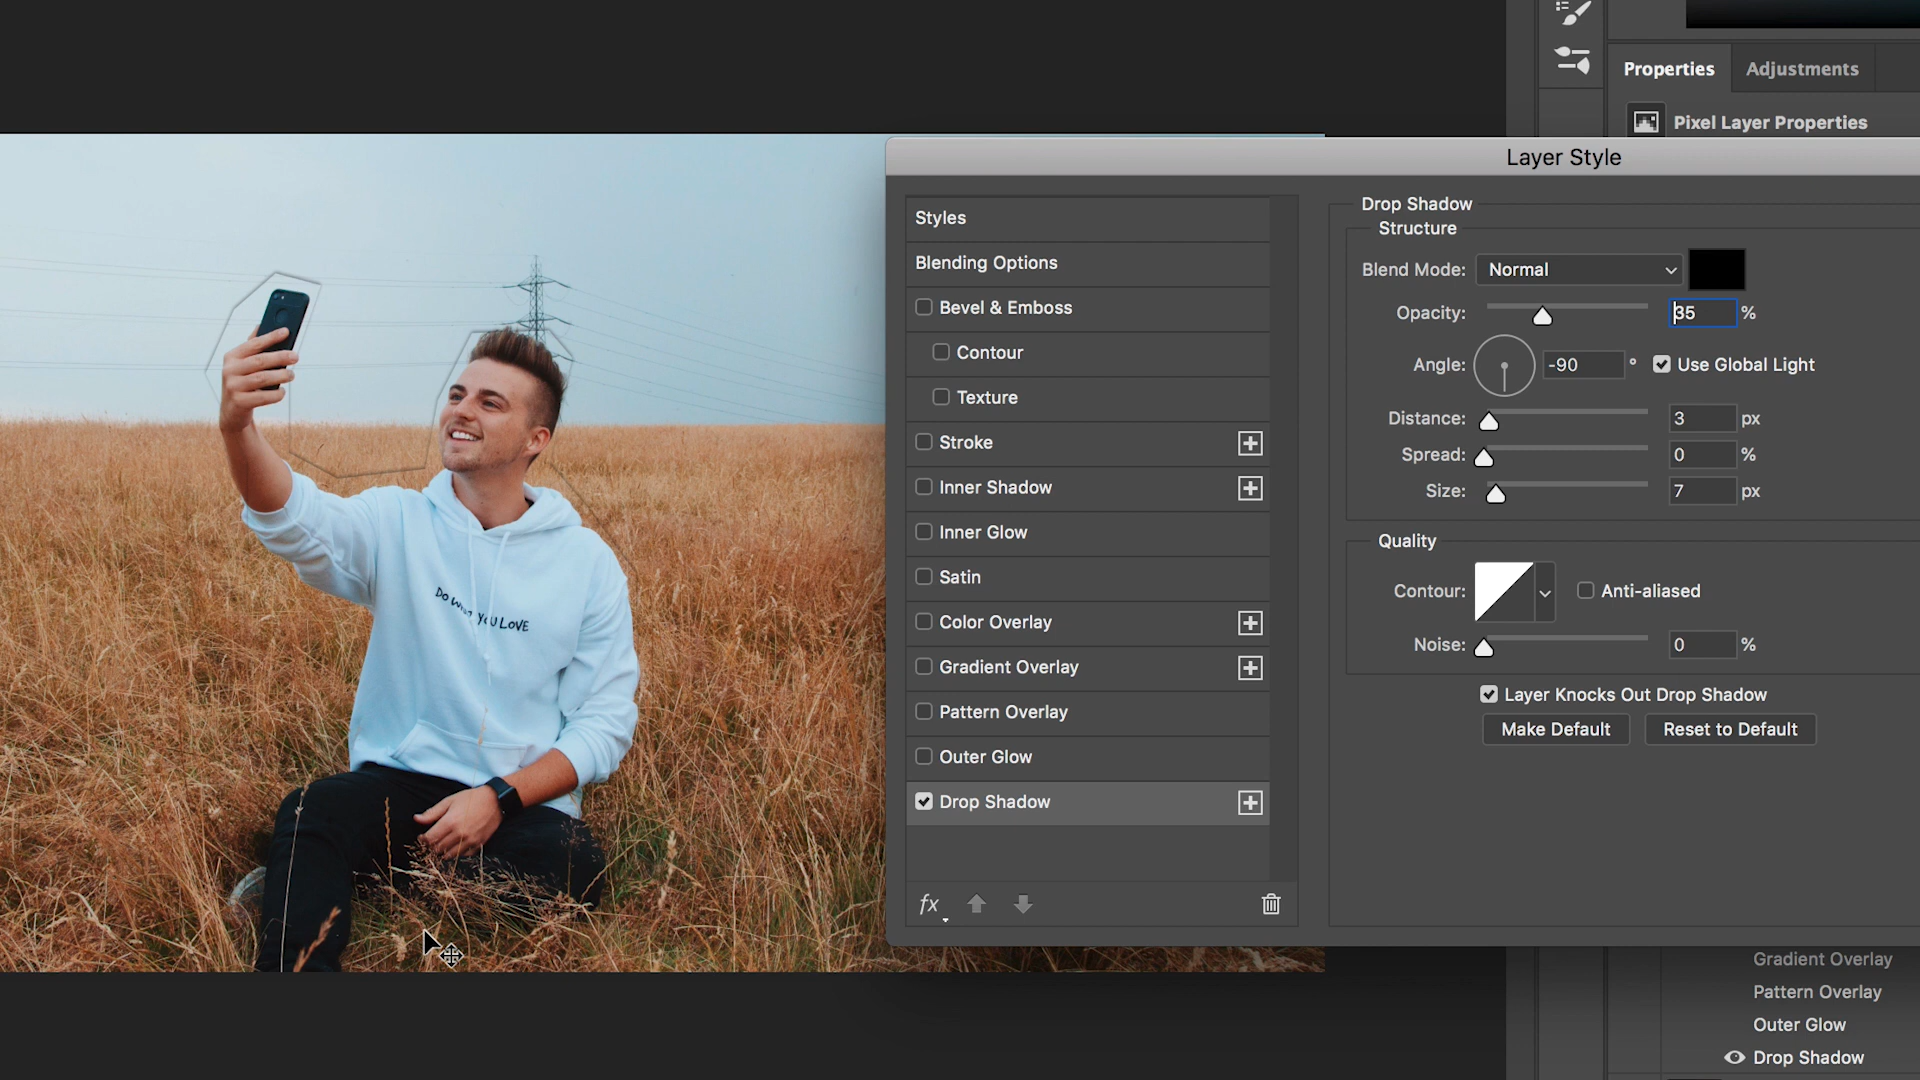 Properties
Adjustments
Pixel Layer Properties
Layer Style
Styles
Blending Options
Bevel & Emboss
Contour
Texture
Stroke
Inner Shadow
Inner Glow
Satin
Color Overlay
Gradient Overlay
Pattern Overlay
Outer Glow
Drop Shadow
fx
Drop Shadow
Structure
Blend Mode: Normal
Opacity: 35 %
Angle: -90 ° Use Global Light
Distance: 3 px
Spread: 0 %
Size: 7 px
Quality
Contour: Anti-aliased
Noise: 0 %
Layer Knocks Out Drop Shadow
Make Default Reset to Default
Gradient Overlay
Pattern Overlay
Outer Glow
Drop Shadow
DO WHAT YOU LOVE